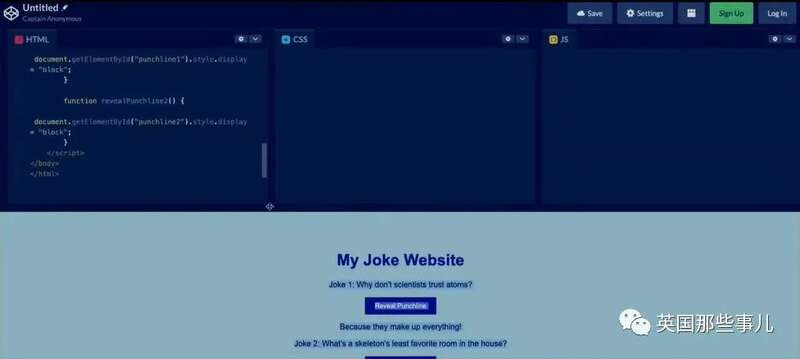 Untitled
Captain Anonymous
Save
Settings
Sign Up
Log In
HTML
CSS
JS
document.getElementById("punchline1").style.display
= "block";
}
function revealPunchline2() {
document.getElementById("punchline2").style.display
= "block";
}
</script>
</body>
</html>
My Joke Website
Joke 1: Why don't scientists trust atoms?
Reveal Punchline
Because they make up everything!
Joke 2: What's a skeleton's least favorite room in the house?
英国那些事儿